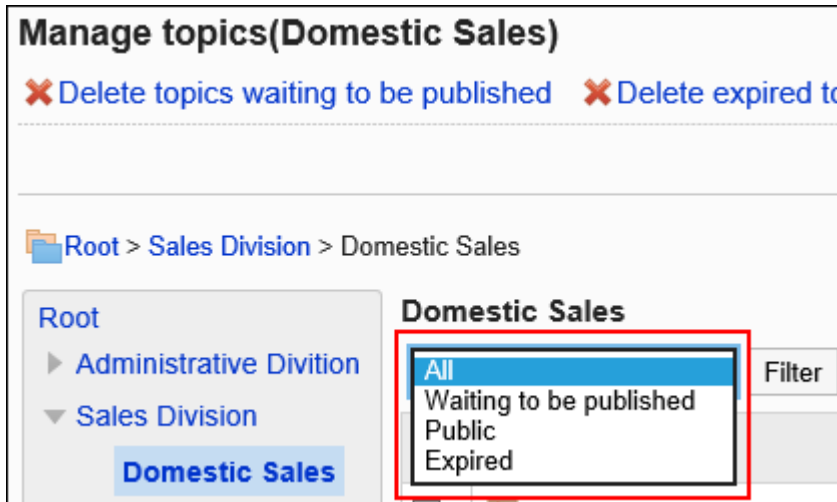 Manage topics(Domestic Sales)
Delete topics waiting to be published Delete expired
Root > Sales Division > Domestic Sales
Root
Administrative Divition
Sales Division
Domestic Sales
Domestic Sales
All
Waiting to be published
Public
Expired
Filter